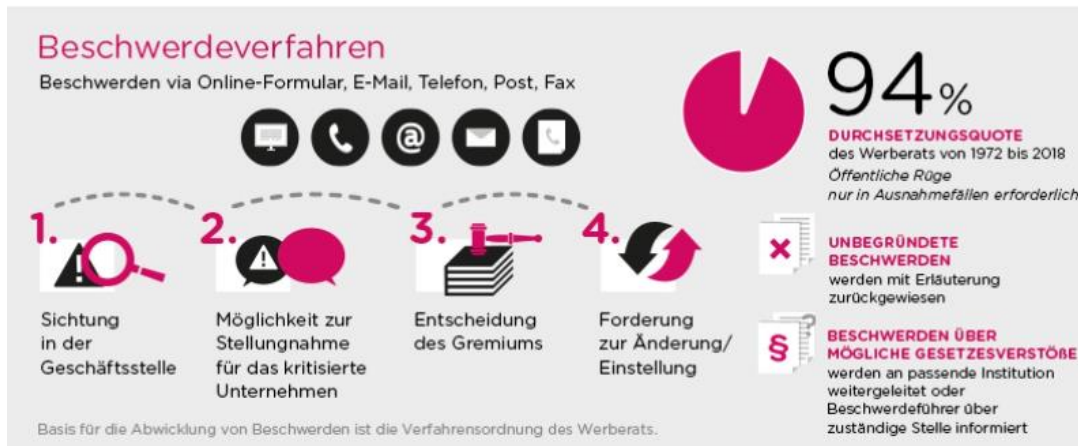 Beschwerdeverfahren
Beschwerden via Online-Formular, E-Mail, Telefon, Post, Fax
@
1.
Sichtung
in der
Geschäftsstelle
2.
Möglichkeit zur
Stellungnahme
für das kritisierte
Unternehmen
3.
Entscheidung
des Gremiums
4.
Forderung
zur Änderung/
Einstellung
94%
DURCHSETZUNGSQUOTE
des Werberats von 1972 bis 2018
Öffentliche Rüge
nur in Ausnahmefällen erforderlich
UNBEGRÜNDETE
BESCHWERDEN
werden mit Erläuterung
zurückgewiesen
§
BESCHWERDEN ÜBER
MÖGLICHE GESETZESVERSTÖßE
werden an passende Institution
weitergeleitet oder
Beschwerdeführer über
zuständige Stelle informiert
Basis für die Abwicklung von Beschwerden ist die Verfahrensordnung des Werberats.